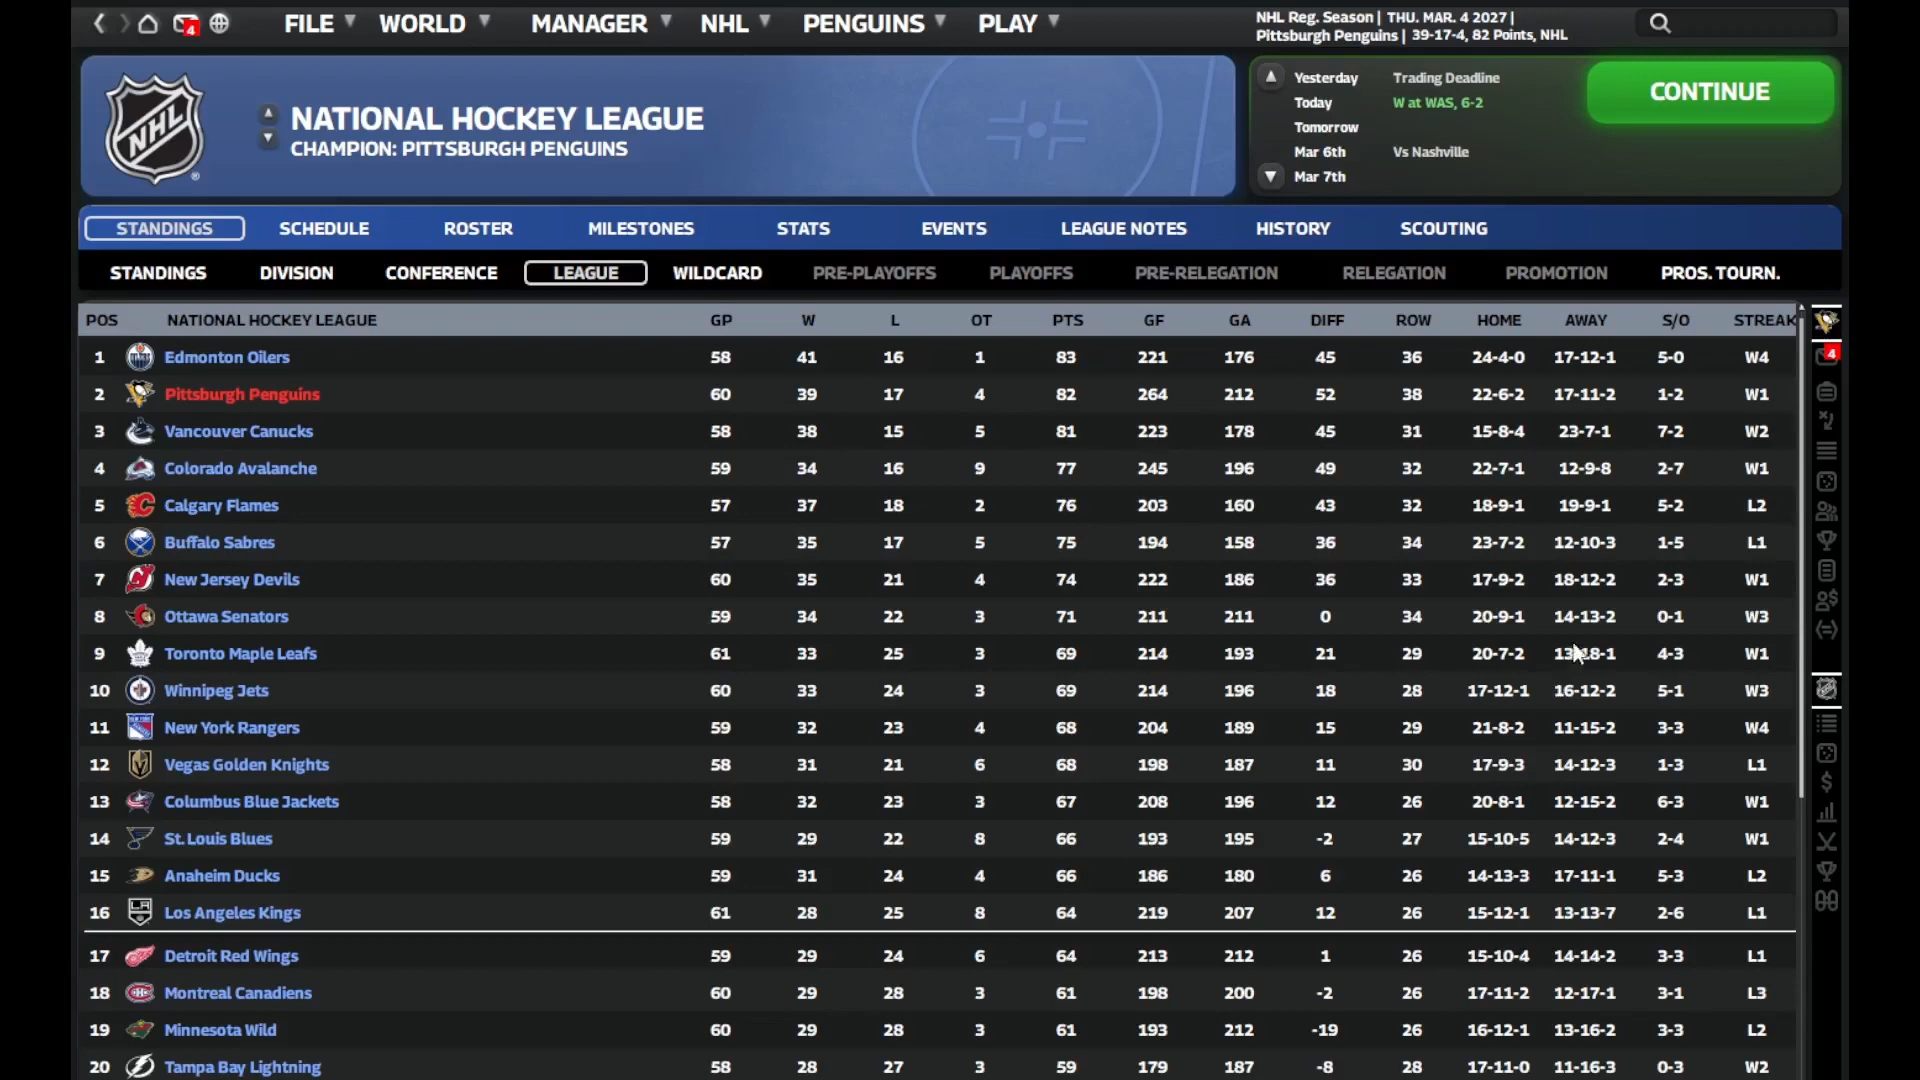 4 FILE WORLD MANAGER NHL PENGUINS PLAY
NHL Reg. Season | THU. MAR. 4 2027 |
Pittsburgh Penguins | 39-17-4, 82 Points, NHL
NHL
NATIONAL HOCKEY LEAGUE
CHAMPION: PITTSBURGH PENGUINS
Yesterday Trading Deadline
Today W at WAS, 6-2
Tomorrow
Mar 6th Vs Nashville
Mar 7th
CONTINUE
STANDINGS SCHEDULE ROSTER MILESTONES STATS EVENTS LEAGUE NOTES HISTORY SCOUTING
STANDINGS DIVISION CONFERENCE LEAGUE WILDCARD PRE-PLAYOFFS PLAYOFFS PRE-RELEGATION RELEGATION PROMOTION PROS. TOURN.
POS NATIONAL HOCKEY LEAGUE GP W L OT PTS GF GA DIFF ROW HOME AWAY S/O STREAK
1 Edmonton Oilers 58 41 16 1 83 221 176 45 36 24-4-0 17-12-1 5-0 W4
4
2 Pittsburgh Penguins 60 39 17 4 82 264 212 52 38 22-6-2 17-11-2 1-2 W1
3 Vancouver Canucks 58 38 15 5 81 223 178 45 31 15-8-4 23-7-1 7-2 W2
4 Colorado Avalanche 59 34 16 9 77 245 196 49 32 22-7-1 12-9-8 2-7 W1
5 Calgary Flames 57 37 18 2 76 203 160 43 32 18-9-1 19-9-1 5-2 L2
6 Buffalo Sabres 57 35 17 5 75 194 158 36 34 23-7-2 12-10-3 1-5 L1
7 New Jersey Devils 60 35 21 4 74 222 186 36 33 17-9-2 18-12-2 2-3 W1
8 Ottawa Senators 59 34 22 3 71 211 211 0 34 20-9-1 14-13-2 0-1 W3
9 Toronto Maple Leafs 61 33 25 3 69 214 193 21 29 20-7-2 4-3 W1
10 Winnipeg Jets 60 33 24 3 69 214 196 18 28 17-12-1 16-12-2 5-1 W3
11 New York Rangers 59 32 23 4 68 204 189 15 29 21-8-2 11-15-2 3-3 W4
12 Vegas Golden Knights 58 31 21 6 68 198 187 11 30 17-9-3 14-12-3 1-3 L1
13 Columbus Blue Jackets 58 32 23 3 67 208 196 12 26 20-8-1 12-15-2 6-3 W1
14 St. Louis Blues 59 29 22 8 66 193 195 -2 27 15-10-5 14-12-3 2-4 W1
15 Anaheim Ducks 59 31 24 4 66 186 180 6 26 14-13-3 17-11-1 5-3 L2
16 Los Angeles Kings 61 28 25 8 64 219 207 12 26 15-12-1 13-13-7 2-6 L1
17 Detroit Red Wings 59 29 24 6 64 213 212 1 26 15-10-4 14-14-2 3-3 L1
18 Montreal Canadiens 60 29 28 3 61 198 200 -2 26 17-11-2 12-17-1 3-1 L3
19 Minnesota Wild 60 29 28 3 61 193 212 -19 26 16-12-1 13-16-2 3-3 L2
20 Tampa Bay Lightning 58 28 27 3 59 179 187 -8 28 17-11-0 11-16-3 0-3 W2